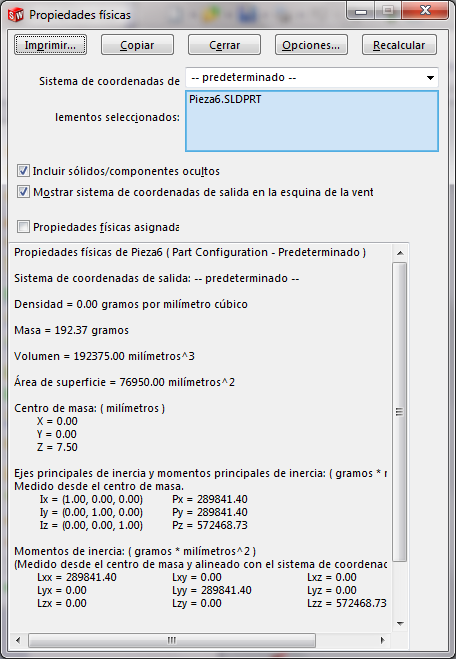 Propiedades físicas
Imprimir... Copiar Cerrar Opciones... Recalcular
Sistema de coordenadas de -- predeterminado --
lementos seleccionados: Pieza6.SLDPRT
Incluir sólidos/componentes ocultos
Mostrar sistema de coordenadas de salida en la esquina de la vent
Propiedades físicas asignada
Propiedades físicas de Pieza6 ( Part Configuration - Predeterminado )
Sistema de coordenadas de salida: -- predeterminado --
Densidad = 0.00 gramos por milímetro cúbico
Masa = 192.37 gramos
Volumen = 192375.00 milímetros^3
Área de superficie = 76950.00 milímetros^2
Centro de masa: ( milímetros )
X = 0.00
Y = 0.00
Z = 7.50
Ejes principales de inercia y momentos principales de inercia: ( gramos * r
Medido desde el centro de masa.
Ix = (1.00, 0.00, 0.00) Px = 289841.40
Iy = (0.00, 1.00, 0.00) Py = 289841.40
Iz = (0.00, 0.00, 1.00) Pz = 572468.73
Momentos de inercia: ( gramos * milímetros^2 )
(Medido desde el centro de masa y alineado con el sistema de coordenac
Lxx = 289841.40 Lxy = 0.00 Lxz = 0.00
Lyx = 0.00 Lyy = 289841.40 Lyz = 0.00
Lzx = 0.00 Lzy = 0.00 Lzz = 572468.73